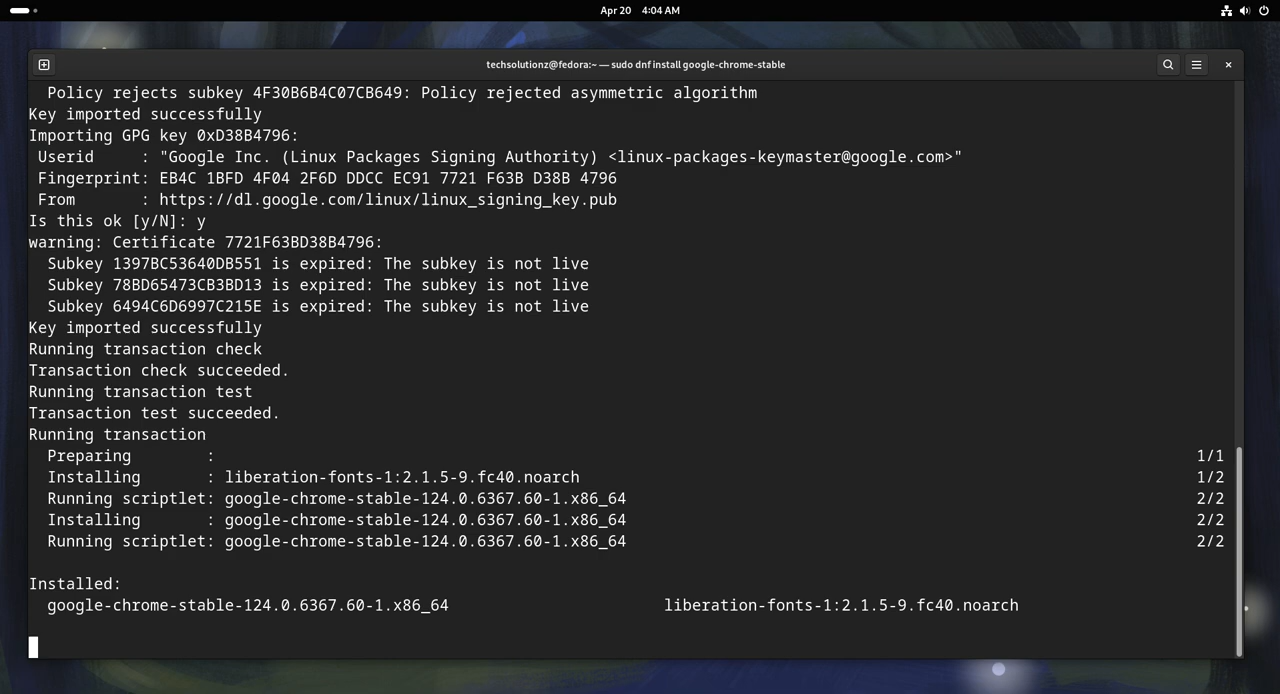 Apr 20 4:04 AM
techsolutionz@fedora:~ — sudo dnf install google-chrome-stable
  Policy rejects subkey 4F30B6B4C07CB649: Policy rejected asymmetric algorithm
Key imported successfully
Importing GPG key 0xD38B4796:
 Userid     : "Google Inc. (Linux Packages Signing Authority) <linux-packages-keymaster@google.com>"
 Fingerprint: EB4C 1BFD 4F04 2F6D DDCC EC91 7721 F63B D38B 4796
 From       : https://dl.google.com/linux/linux_signing_key.pub
Is this ok [y/N]: y
warning: Certificate 7721F63BD38B4796:
  Subkey 1397BC53640DB551 is expired: The subkey is not live
  Subkey 78BD65473CB3BD13 is expired: The subkey is not live
  Subkey 6494C6D6997C215E is expired: The subkey is not live
Key imported successfully
Running transaction check
Transaction check succeeded.
Running transaction test
Transaction test succeeded.
Running transaction
  Preparing        : 1/1
  Installing       : liberation-fonts-1:2.1.5-9.fc40.noarch 1/2
  Running scriptlet: google-chrome-stable-124.0.6367.60-1.x86_64 2/2
  Installing       : google-chrome-stable-124.0.6367.60-1.x86_64 2/2
  Running scriptlet: google-chrome-stable-124.0.6367.60-1.x86_64 2/2
Installed:
  google-chrome-stable-124.0.6367.60-1.x86_64 liberation-fonts-1:2.1.5-9.fc40.noarch